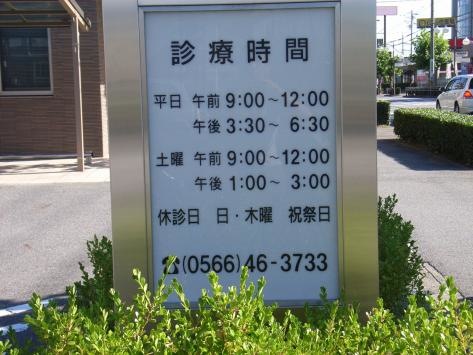 診療時間
平日 午前 9:00〜12:00
午後 3:30〜 6:30
土曜 午前 9:00〜12:00
午後 1:00〜 3:00
休診日 日・木曜 祝祭日
☎(0566)46-3733